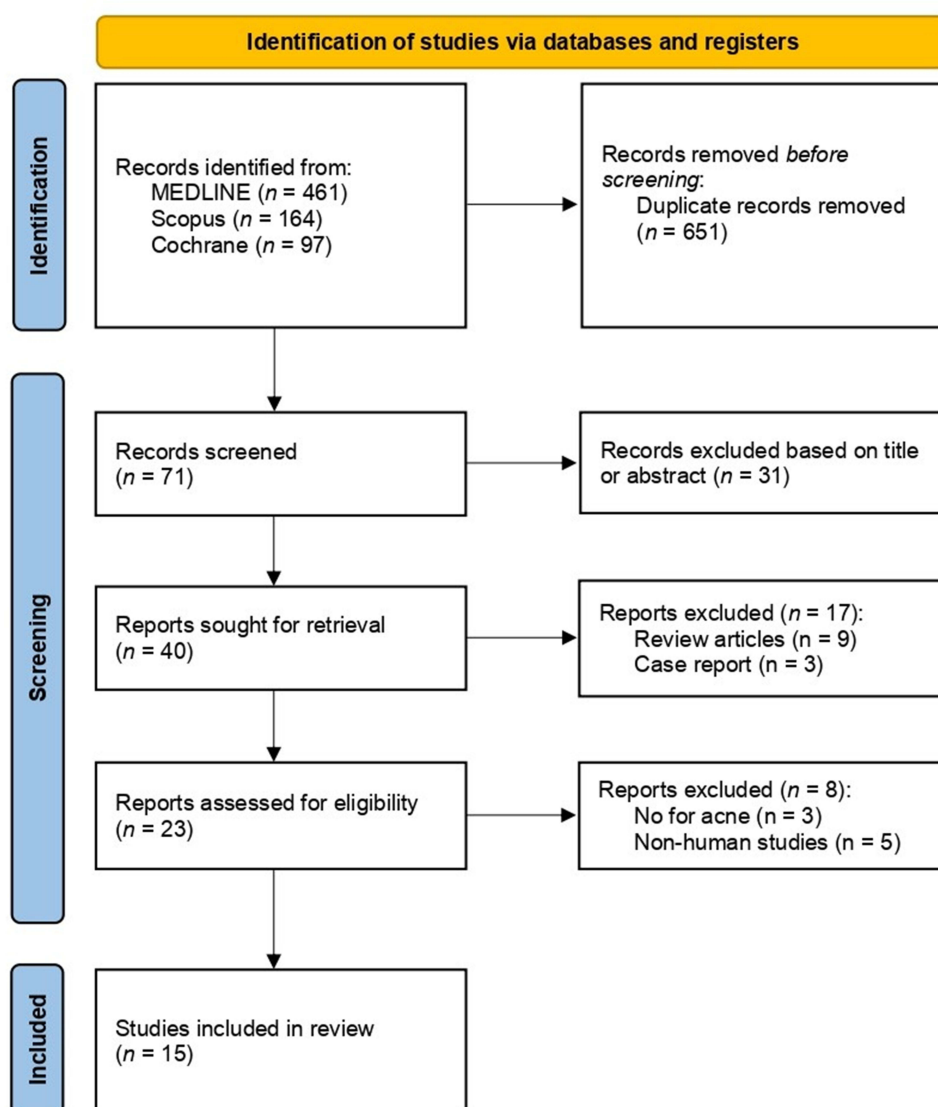 Identification of studies via databases and registers
Identification
Records identified from:
MEDLINE (n = 461)
Scopus (n = 164)
Cochrane (n = 97)
Records removed before
screening:
Duplicate records removed
(n = 651)
Screening
Records screened
(n = 71)
Records excluded based on title
or abstract (n = 31)
Reports sought for retrieval
(n = 40)
Reports excluded (n = 17):
Review articles (n = 9)
Case report (n = 3)
Reports assessed for eligibility
(n = 23)
Reports excluded (n = 8):
No for acne (n = 3)
Non-human studies (n = 5)
Included
Studies included in review
(n = 15)